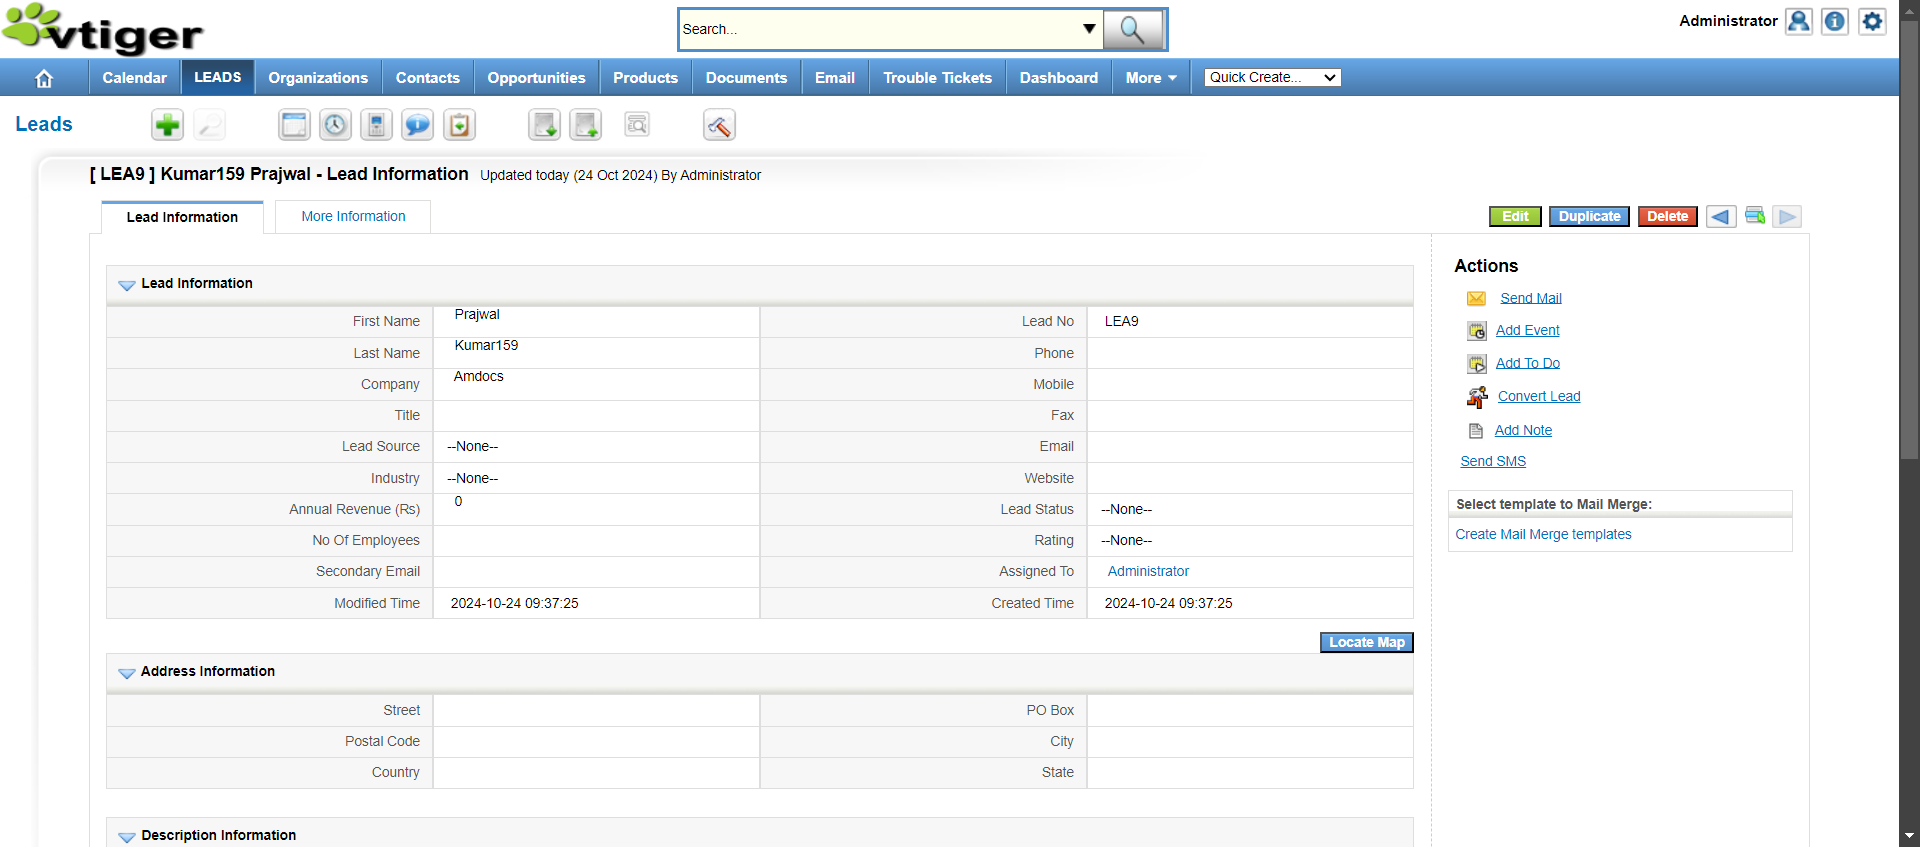 vtiger
Search...
Administrator
Calendar LEADS Organizations Contacts Opportunities Products Documents Email Trouble Tickets Dashboard More Quick Create...
Leads
[ LEA9 ] Kumar159 Prajwal - Lead Information Updated today (24 Oct 2024) By Administrator
Lead Information More Information Edit Duplicate Delete
Lead Information
First Name Prajwal Lead No LEA9
Last Name Kumar159 Phone
Company Amdocs Mobile
Title Fax
Lead Source --None-- Email
Industry --None-- Website
Annual Revenue (Rs) 0 Lead Status --None--
No Of Employees Rating --None--
Secondary Email Assigned To Administrator
Modified Time 2024-10-24 09:37:25 Created Time 2024-10-24 09:37:25
Locate Map
Address Information
Street PO Box
Postal Code City
Country State
Description Information
Actions
Send Mail
Add Event
Add To Do
Convert Lead
Add Note
Send SMS
Select template to Mail Merge:
Create Mail Merge templates